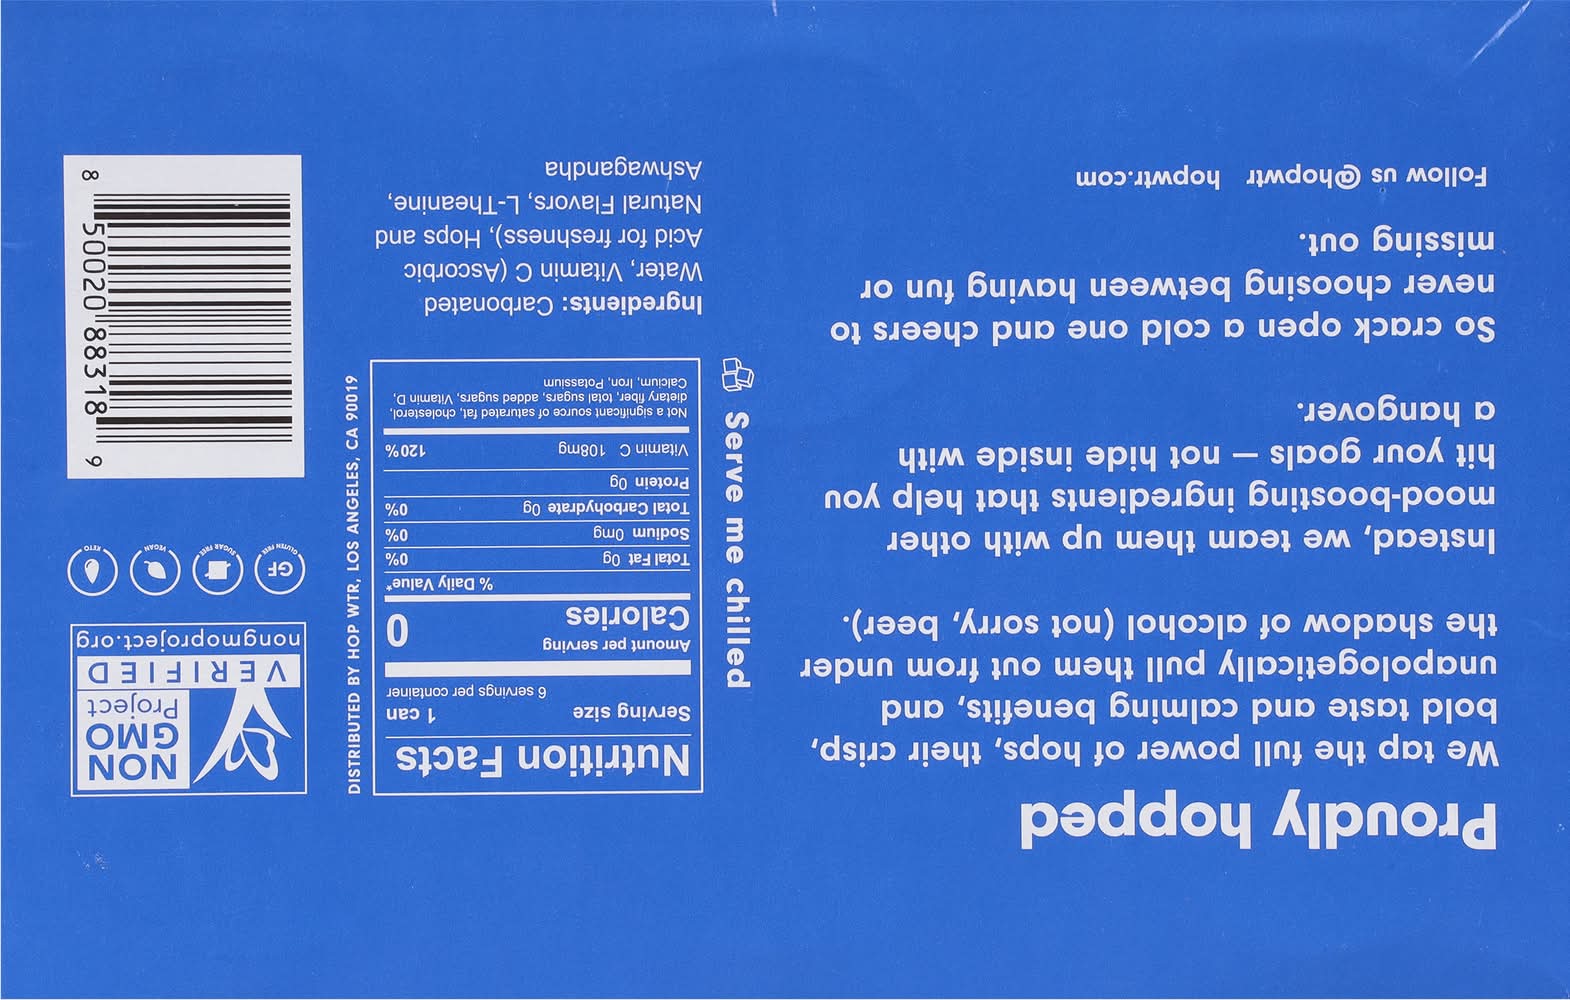 Proudly hopped
We tap the full power of hops, their crisp,
bold taste and calming benefits, and
unapologetically pull them out from under
the shadow of alcohol (not sorry, beer).
Instead, we team them up with other
mood-boosting ingredients that help you
hit your goals — not hide inside with
a hangover.
So crack open a cold one and cheers to
never choosing between having fun or
missing out.
Follow us @hopwtr hopwtr.com
Serve me chilled
Nutrition Facts
Serving size 1 can
6 servings per container
Amount per serving
Calories 0
% Daily Value*
Total Fat 0g 0%
Sodium 0mg 0%
Total Carbohydrate 0g 0%
Protein 0g
Vitamin C 108mg 120%
Not a significant source of saturated fat, cholesterol,
dietary fiber, total sugars, added sugars, Vitamin D,
Calcium, Iron, Potassium
Ingredients: Carbonated
Water, Vitamin C (Ascorbic
Acid for freshness), Hops and
Natural Flavors, L-Theanine,
Ashwagandha
DISTRIBUTED BY HOP WTR, LOS ANGELES, CA 90019
NON
GMO
Project
VERIFIED
nongmoproject.org
GF
GLUTEN FREE
SUGAR FREE
VEGAN
KETO
8 50020 88318 9